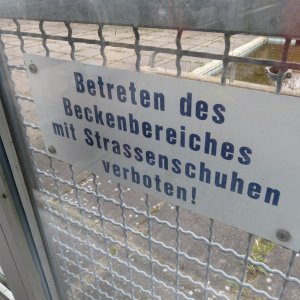 Betreten des
Beckenbereiches
mit Strassenschuhen
verboten!